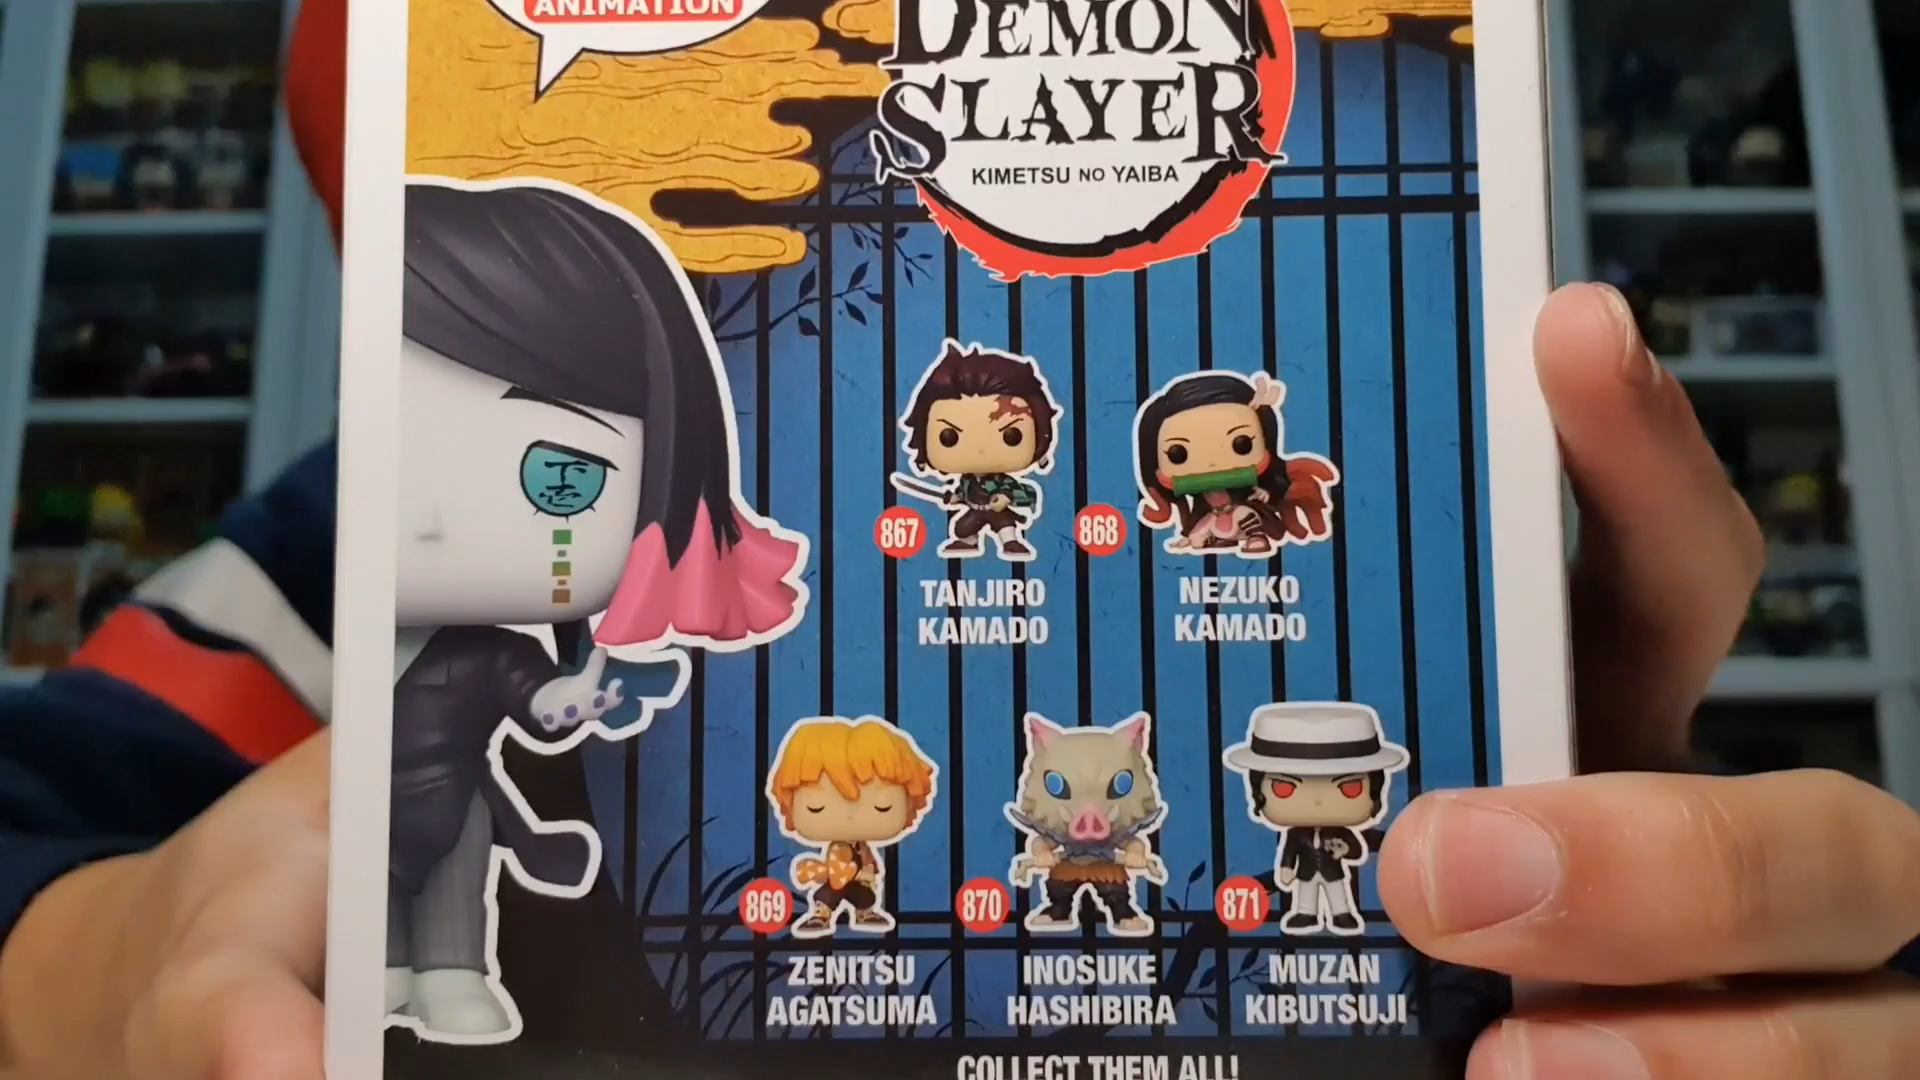 ANIMATION
DEMON
SLAYER
KIMETSU NO YAIBA
867
868
TANJIRO
KAMADO
NEZUKO
KAMADO
869
870
871
ZENITSU
AGATSUMA
INOSUKE
HASHIBIRA
MUZAN
KIBUTSUJI
COLLECT THEM ALL!